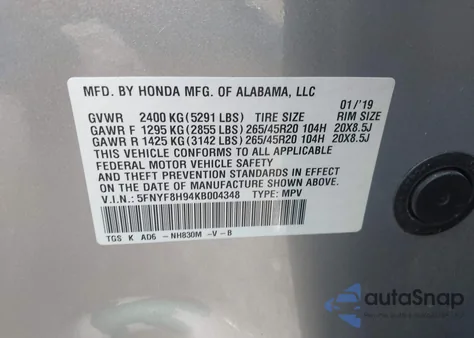 MFD. BY HONDA MFG. OF ALABAMA, LLC
GVWR 2400 KG(5291 LBS) TIRE SIZE 01/'19 RIM SIZE
GAWR F 1295 KG(2855 LBS) 265/45R20 104H 20X8.5J
GAWR R 1425 KG(3142 LBS) 265/45R20 104H 20X8.5J
THIS VEHICLE CONFORMS TO ALL APPLICABLE
FEDERAL MOTOR VEHICLE SAFETY
AND THEFT PREVENTION STANDARDS IN EFFECT
ON THE DATE OF MANUFACTURE SHOWN ABOVE.
V.I.N.: 5FNYF8H94KB004348 TYPE: MPV
TGS K AD6 -NH830M -V-B
autoSnap